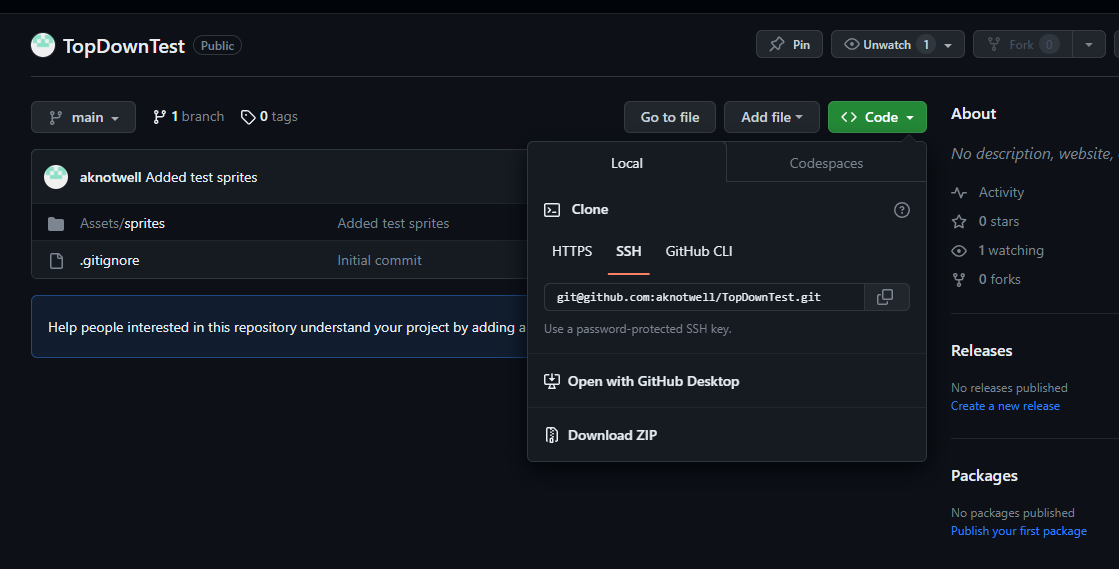 TopDownTest Public Pin Unwatch 1 Fork 0
main 1 branch 0 tags Go to file Add file Code
aknotwell Added test sprites
Assets/sprites Added test sprites
.gitignore Initial commit
Help people interested in this repository understand your project by adding a
Local Codespaces
Clone
HTTPS SSH GitHub CLI
git@github.com:aknotwell/TopDownTest.git
Use a password-protected SSH key.
Open with GitHub Desktop
Download ZIP
About
No description, website,
Activity
0 stars
1 watching
0 forks
Releases
No releases published
Create a new release
Packages
No packages published
Publish your first package